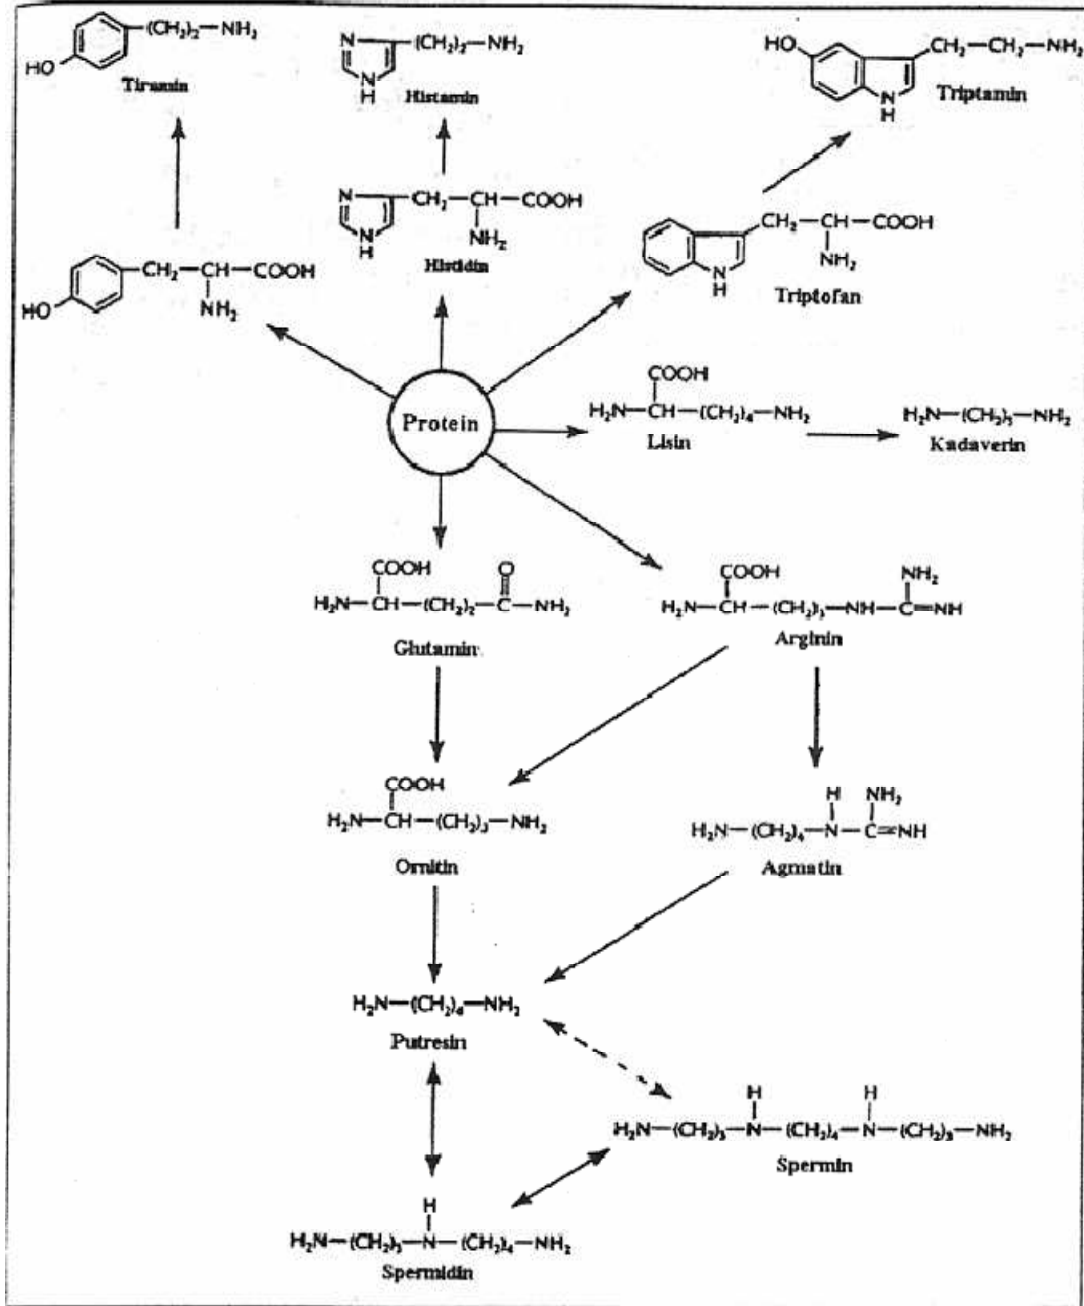 HO (CH2)2—NH2
Tiramin
N N H (CH2)2—NH2
Histamin
HO CH2—CH2—NH2 N H
Triptamin
N N H CH2—CH—COOH NH2
Histidin
CH2—CH—COOH NH2 N H
Triptofan
HO CH2—CH—COOH NH2
Protein
COOH
H2N—CH—(CH2)4—NH2
Lisin
H2N—(CH2)5—NH2
Kadaverin
COOH O
H2N—CH—(CH2)2—C—NH2
Glutamin
COOH NH2
H2N—CH—(CH2)3—NH—C=NH
Arginin
COOH
H2N—CH—(CH2)3—NH2
Ornitin
H NH2
H2N—(CH2)4—N—C=NH
Agmatin
H2N—(CH2)4—NH2
Putresin
H H
H2N—(CH2)3—N—(CH2)4—N—(CH2)3—NH2
Spermin
H
H2N—(CH2)3—N—(CH2)4—NH2
Spermidin